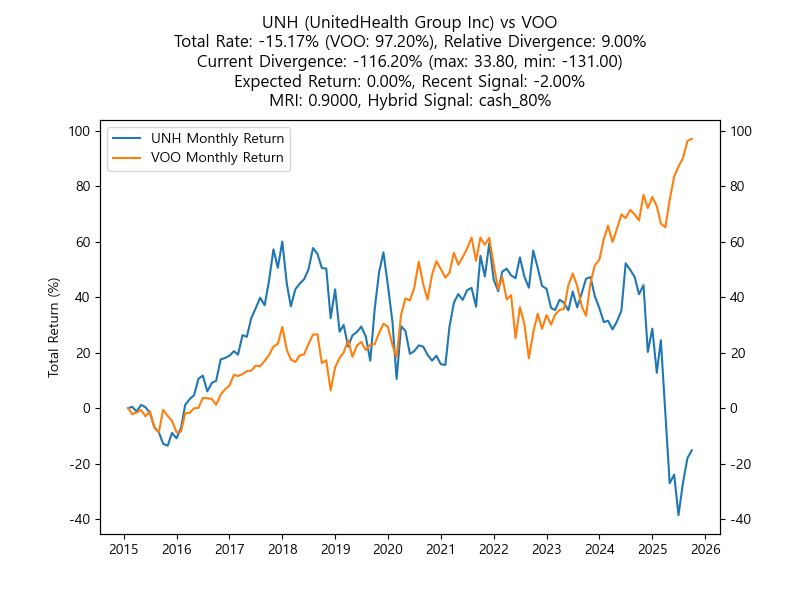 UNH (UnitedHealth Group Inc) vs VOO
Total Rate: -15.17% (VOO: 97.20%), Relative Divergence: 9.00%
Current Divergence: -116.20% (max: 33.80, min: -131.00)
Expected Return: 0.00%, Recent Signal: -2.00%
MRI: 0.9000, Hybrid Signal: cash_80%
UNH Monthly Return
VOO Monthly Return
Total Return (%)
100
80
60
40
20
0
-20
-40
100
80
60
40
20
0
-20
-40
2015 2016 2017 2018 2019 2020 2021 2022 2023 2024 2025 2026